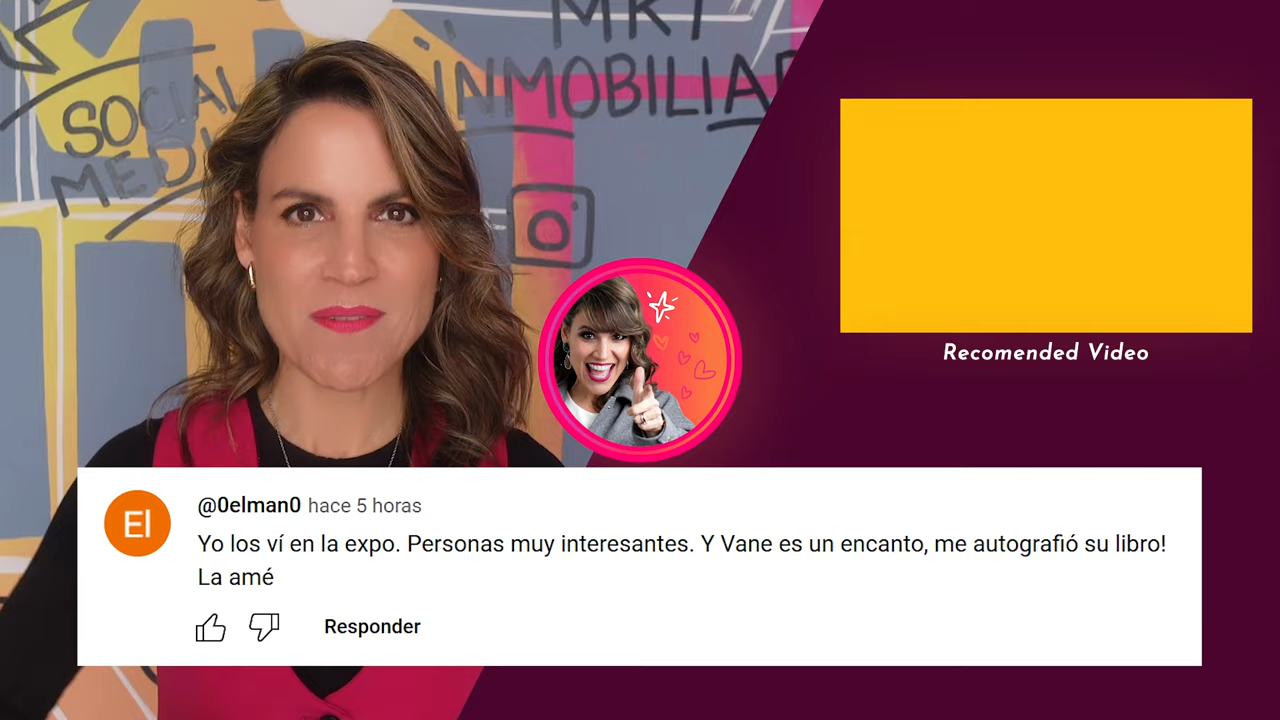 MKT
INMOBILIAR
SOCIAL
MEDI
Recomended Video
El
@0elman0 hace 5 horas
Yo los ví en la expo. Personas muy interesantes. Y Vane es un encanto, me autografió su libro!
La amé
Responder